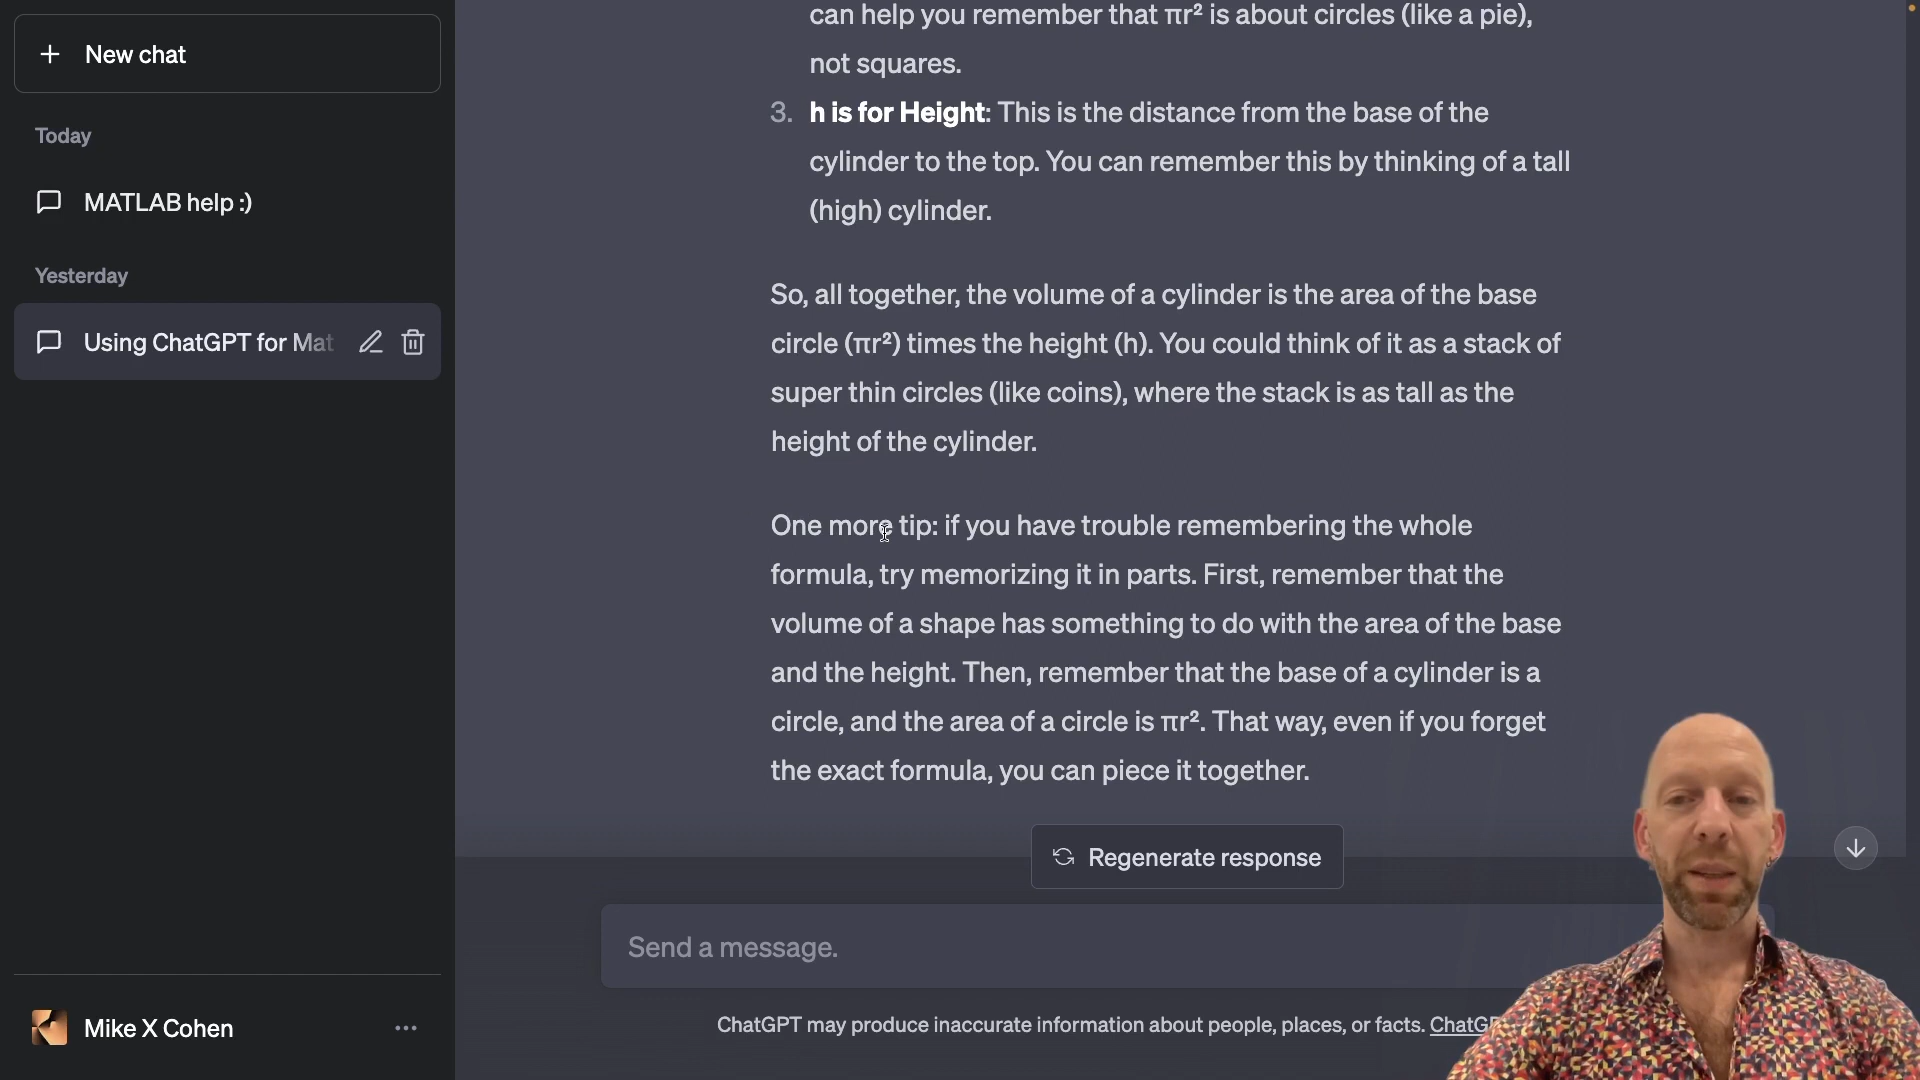 New chat
Today
MATLAB help :)
Yesterday
Using ChatGPT for Mat
Mike X Cohen
can help you remember that πr² is about circles (like a pie),
not squares.
3. h is for Height: This is the distance from the base of the
cylinder to the top. You can remember this by thinking of a tall
(high) cylinder.
So, all together, the volume of a cylinder is the area of the base
circle (πr²) times the height (h). You could think of it as a stack of
super thin circles (like coins), where the stack is as tall as the
height of the cylinder.
One more tip: if you have trouble remembering the whole
formula, try memorizing it in parts. First, remember that the
volume of a shape has something to do with the area of the base
and the height. Then, remember that the base of a cylinder is a
circle, and the area of a circle is πr². That way, even if you forget
the exact formula, you can piece it together.
Regenerate response
Send a message.
ChatGPT may produce inaccurate information about people, places, or facts. ChatGP